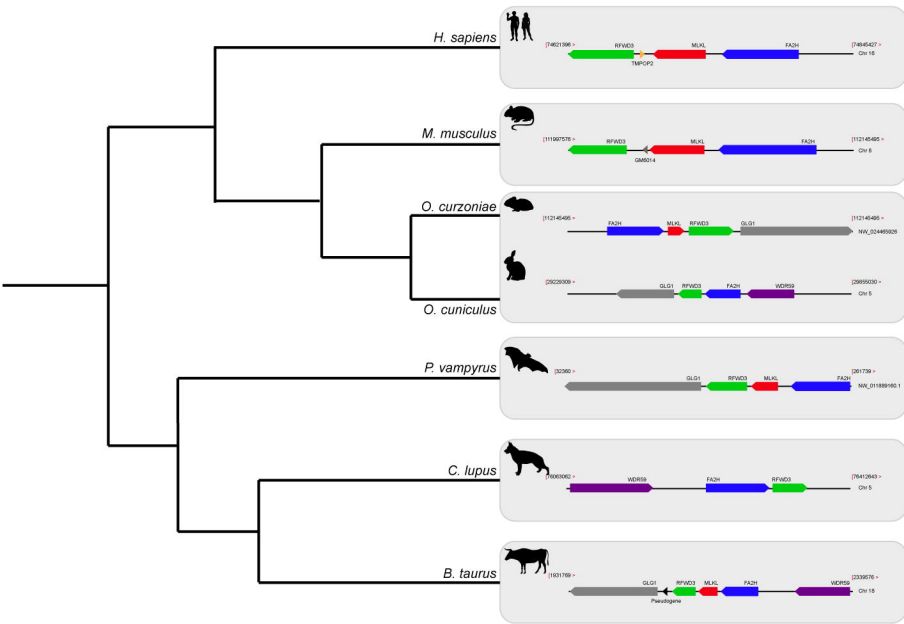 H. sapiens
[74621396 >
RFWD3
MLKL
FA2H
[74845427 >
TMPOP2
Chr 16
M. musculus
[111997578 >
RFWD3
MLKL
FA2H
[112145495 >
GM6014
Chr 8
O. curzoniae
[112145495 >
FA2H
MLKL
RFWD3
GLG1
[112145495 >
NW_024465926
O. cuniculus
[29229309 >
GLG1
RFWD3
FA2H
WDR59
[29855030 >
Chr 5
P. vampyrus
[32360 >
GLG1
RFWD3
MLKL
FA2H
[261739 >
NW_011889160.1
C. lupus
[76063062 >
WDR59
FA2H
RFWD3
[76412643 >
Chr 5
B. taurus
[1931769 >
GLG1
RFWD3
MLKL
FA2H
WDR59
[2339576 >
Pseudogene
Chr 18